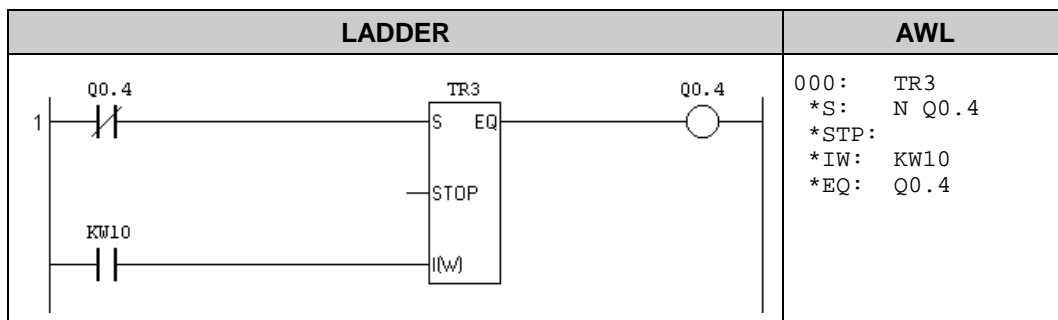 LADDER AWL
Q0.4 TR3 Q0.4
1 S EQ
STOP
KW10
I(W)
000: TR3
*S: N Q0.4
*STP:
*IW: KW10
*EQ: Q0.4